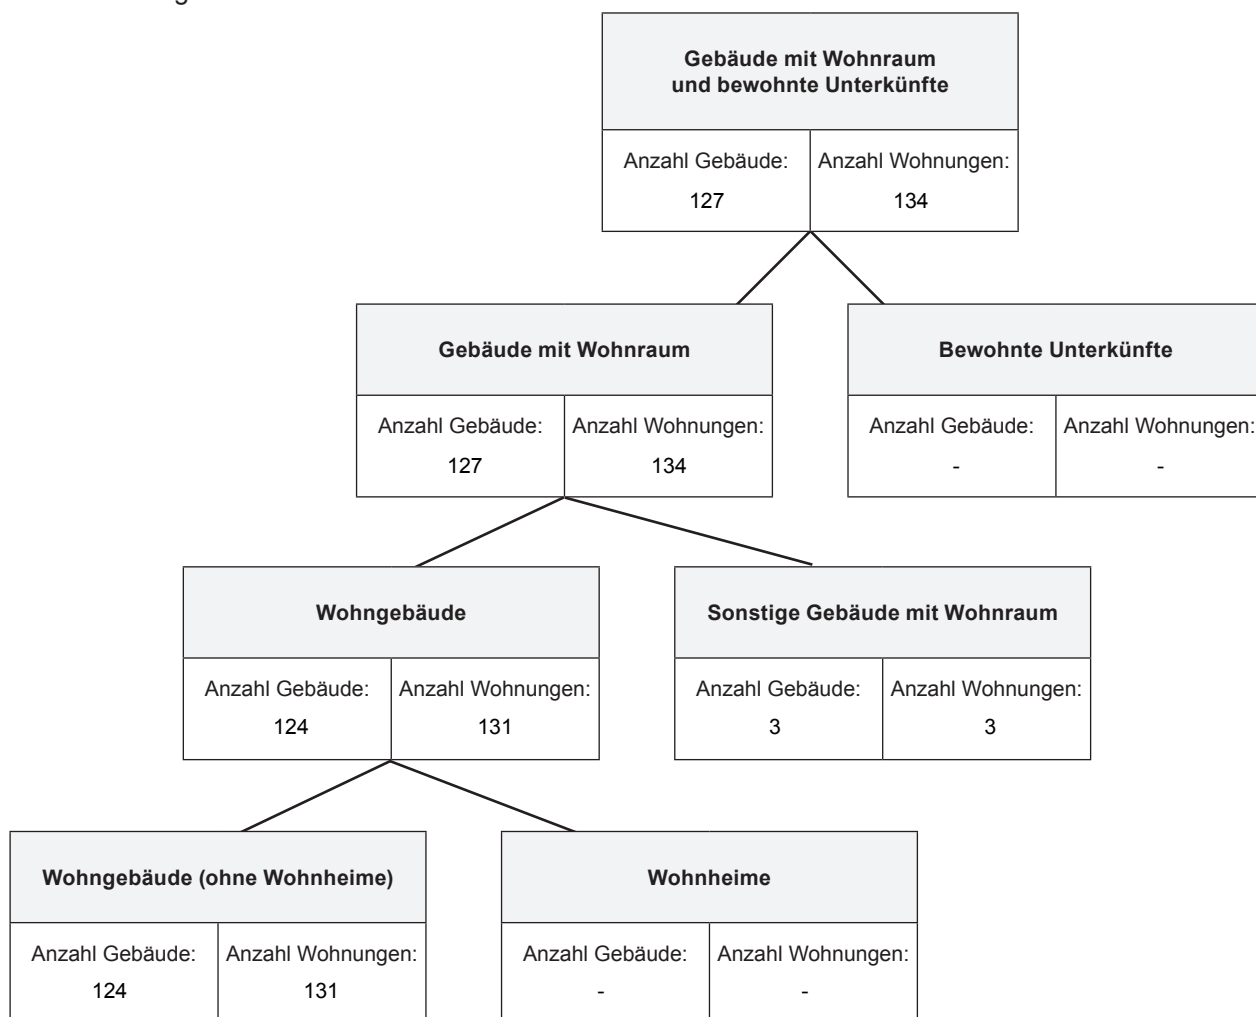 Gebäude mit Wohnraum
und bewohnte Unterkünfte
Anzahl Gebäude: Anzahl Wohnungen:
127 134
Gebäude mit Wohnraum
Anzahl Gebäude: Anzahl Wohnungen:
127 134
Bewohnte Unterkünfte
Anzahl Gebäude: Anzahl Wohnungen:
- -
Wohngebäude
Anzahl Gebäude: Anzahl Wohnungen:
124 131
Sonstige Gebäude mit Wohnraum
Anzahl Gebäude: Anzahl Wohnungen:
3 3
Wohngebäude (ohne Wohnheime)
Anzahl Gebäude: Anzahl Wohnungen:
124 131
Wohnheime
Anzahl Gebäude: Anzahl Wohnungen:
- -